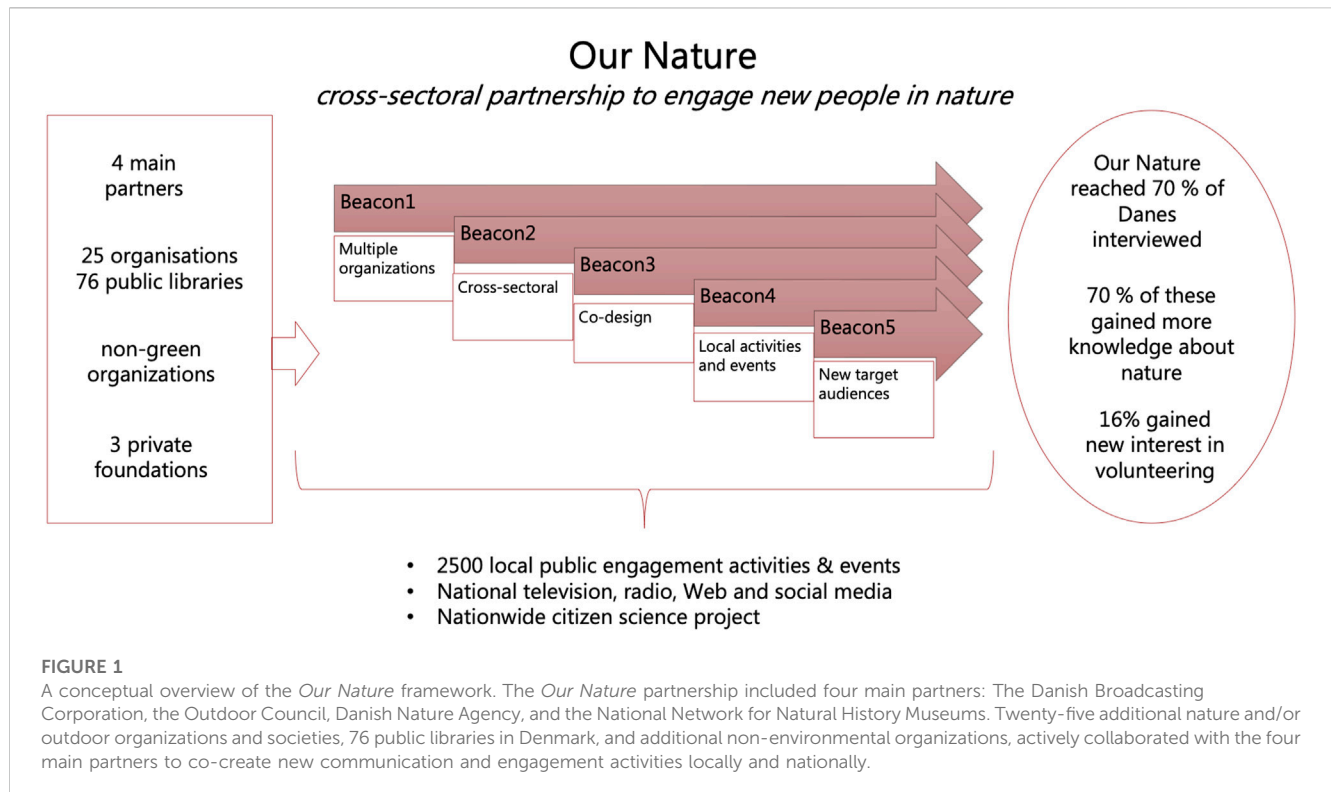 Our Nature
cross-sectoral partnership to engage new people in nature
4 main
partners
25 organisations
76 public libraries
non-green
organizations
3 private
foundations
Beacon1
Multiple
organizations
Beacon2
Cross-sectoral
Beacon3
Co-design
Beacon4
Local activities
and events
Beacon5
New target
audiences
Our Nature
reached 70 % of
Danes
interviewed
70 % of these
gained more
knowledge about
nature
16% gained
new interest in
volunteering
• 2500 local public engagement activities & events
• National television, radio, Web and social media
• Nationwide citizen science project
FIGURE 1
A conceptual overview of the Our Nature framework. The Our Nature partnership included four main partners: The Danish Broadcasting
Corporation, the Outdoor Council, Danish Nature Agency, and the National Network for Natural History Museums. Twenty-five additional nature and/or
outdoor organizations and societies, 76 public libraries in Denmark, and additional non-environmental organizations, actively collaborated with the four
main partners to co-create new communication and engagement activities locally and nationally.